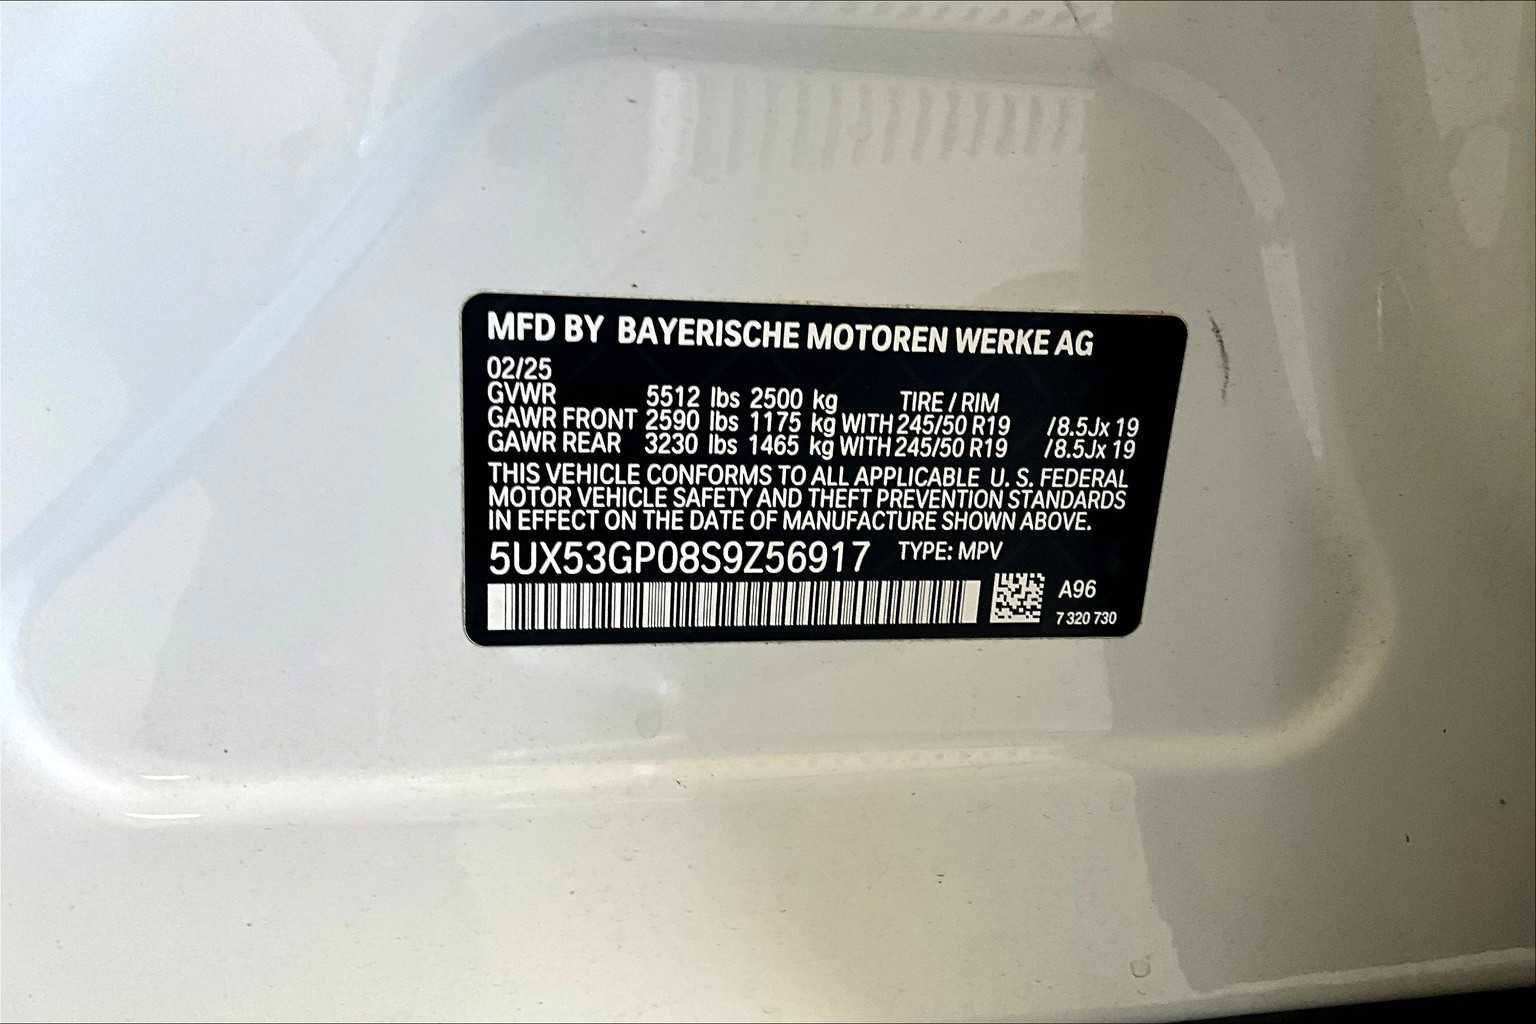 MFD BY BAYERISCHE MOTOREN WERKE AG
02/25
GVWR 5512 lbs 2500 kg TIRE / RIM
GAWR FRONT 2590 lbs 1175 kg WITH 245/50 R19 /8.5Jx 19
GAWR REAR 3230 lbs 1465 kg WITH 245/50 R19 /8.5Jx 19
THIS VEHICLE CONFORMS TO ALL APPLICABLE U. S. FEDERAL
MOTOR VEHICLE SAFETY AND THEFT PREVENTION STANDARDS
IN EFFECT ON THE DATE OF MANUFACTURE SHOWN ABOVE.
5UX53GP08S9Z56917 TYPE: MPV
A96
7 320 730